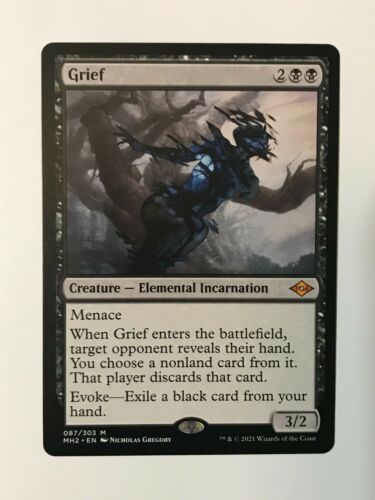 Grief 2
Creature — Elemental Incarnation
Menace
When Grief enters the battlefield,
target opponent reveals their hand.
You choose a nonland card from it.
That player discards that card.
Evoke—Exile a black card from your
hand.
3/2
087/303 M
MH2 • EN Nicholas Gregory ™ & © 2021 Wizards of the Coast